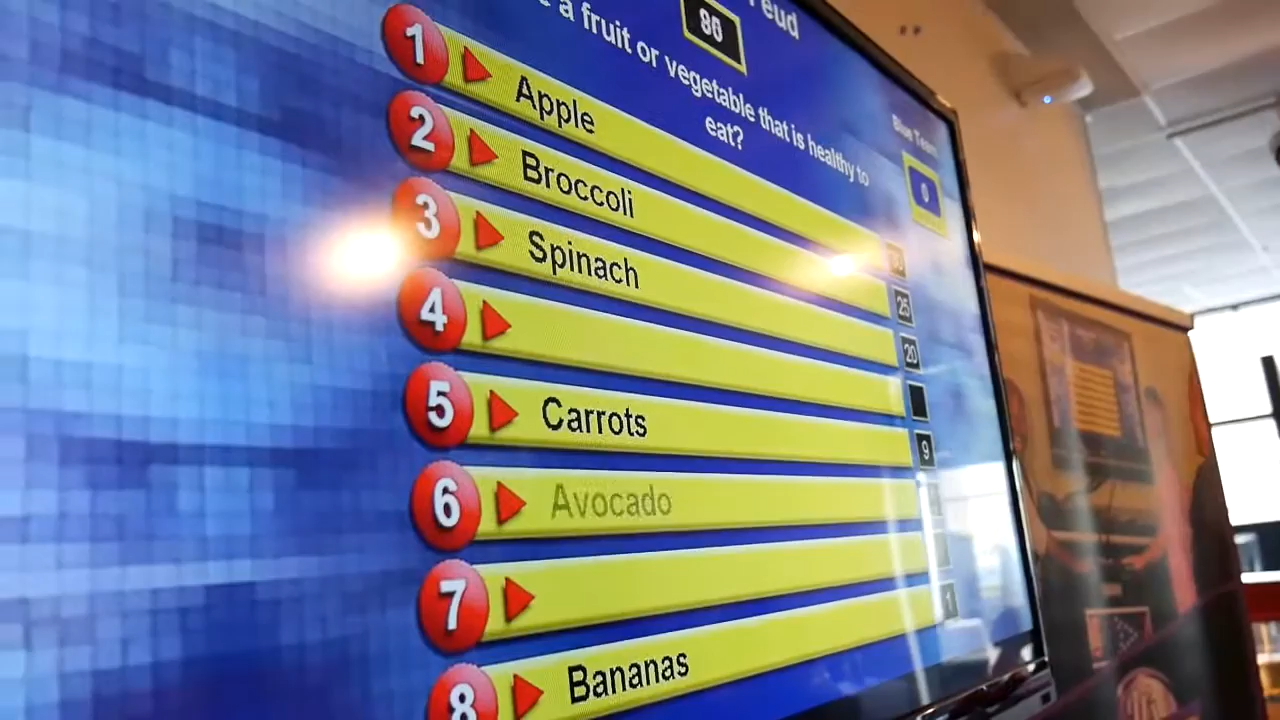 eud
86
a fruit or vegetable that is healthy to
eat?
Blue Team
0
1 Apple
2 Broccoli 25
3 Spinach 20
4
5 Carrots 9
6 Avocado
7
8 Bananas 1